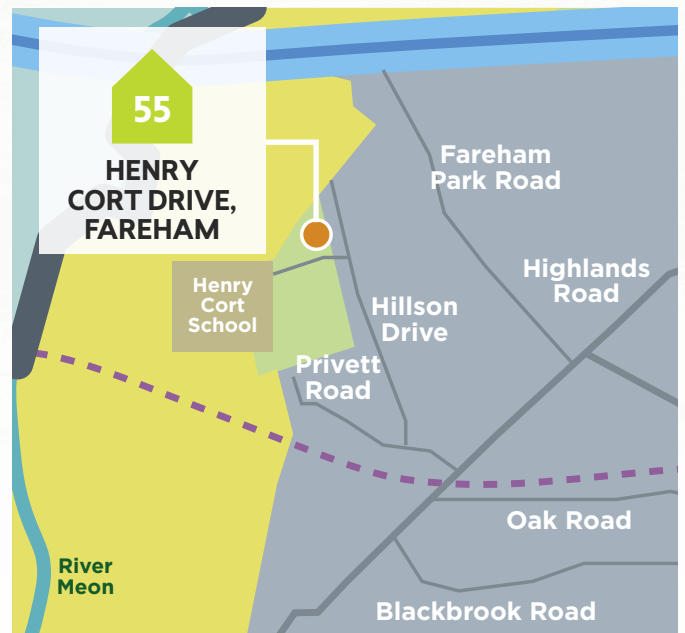 55
HENRY
CORT DRIVE,
FAREHAM
Fareham
Park Road
Highlands
Road
Henry
Cort
School
Hillson
Drive
Privett
Road
Oak Road
River
Meon
Blackbrook Road